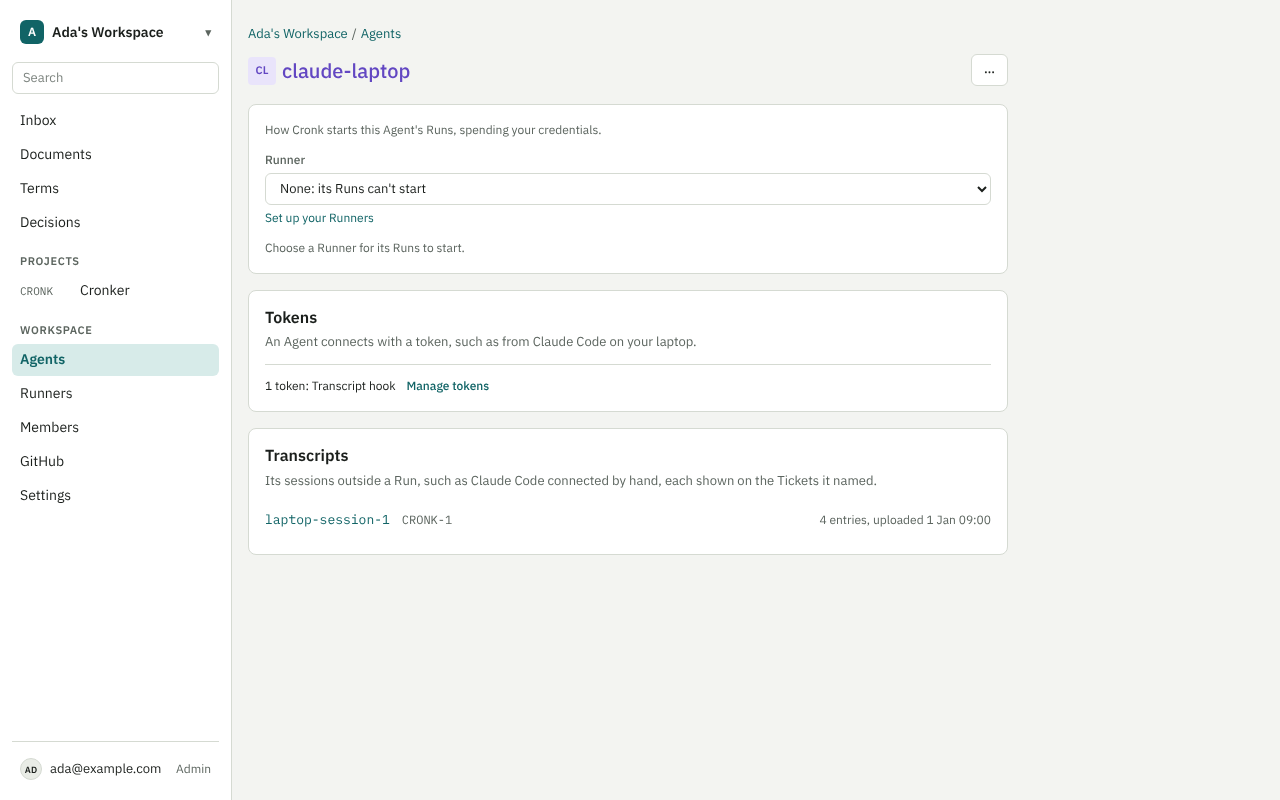 A Ada's Workspace ▾
Search
Inbox
Documents
Terms
Decisions
PROJECTS
CRONK Cronker
WORKSPACE
Agents
Runners
Members
GitHub
Settings
AD ada@example.com Admin
Ada's Workspace / Agents
CL claude-laptop
...
How Cronk starts this Agent's Runs, spending your credentials.
Runner
None: its Runs can't start
Set up your Runners
Choose a Runner for its Runs to start.
Tokens
An Agent connects with a token, such as from Claude Code on your laptop.
1 token: Transcript hook Manage tokens
Transcripts
Its sessions outside a Run, such as Claude Code connected by hand, each shown on the Tickets it named.
laptop-session-1 CRONK-1 4 entries, uploaded 1 Jan 09:00